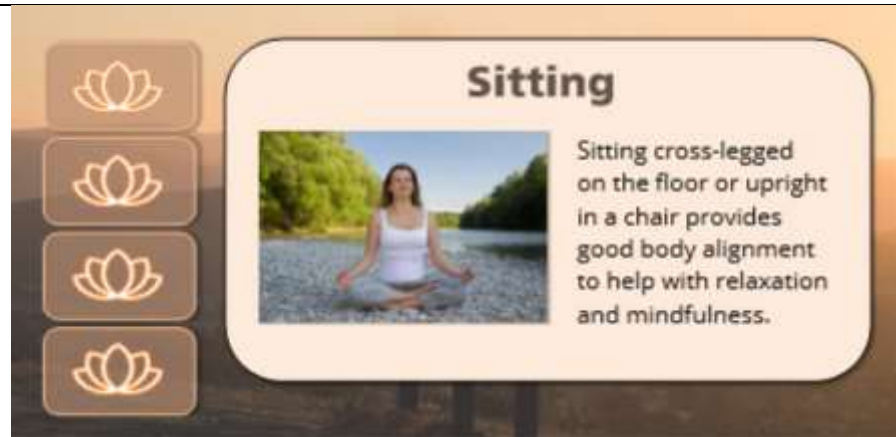 Sitting
Sitting cross-legged
on the floor or upright
in a chair provides
good body alignment
to help with relaxation
and mindfulness.